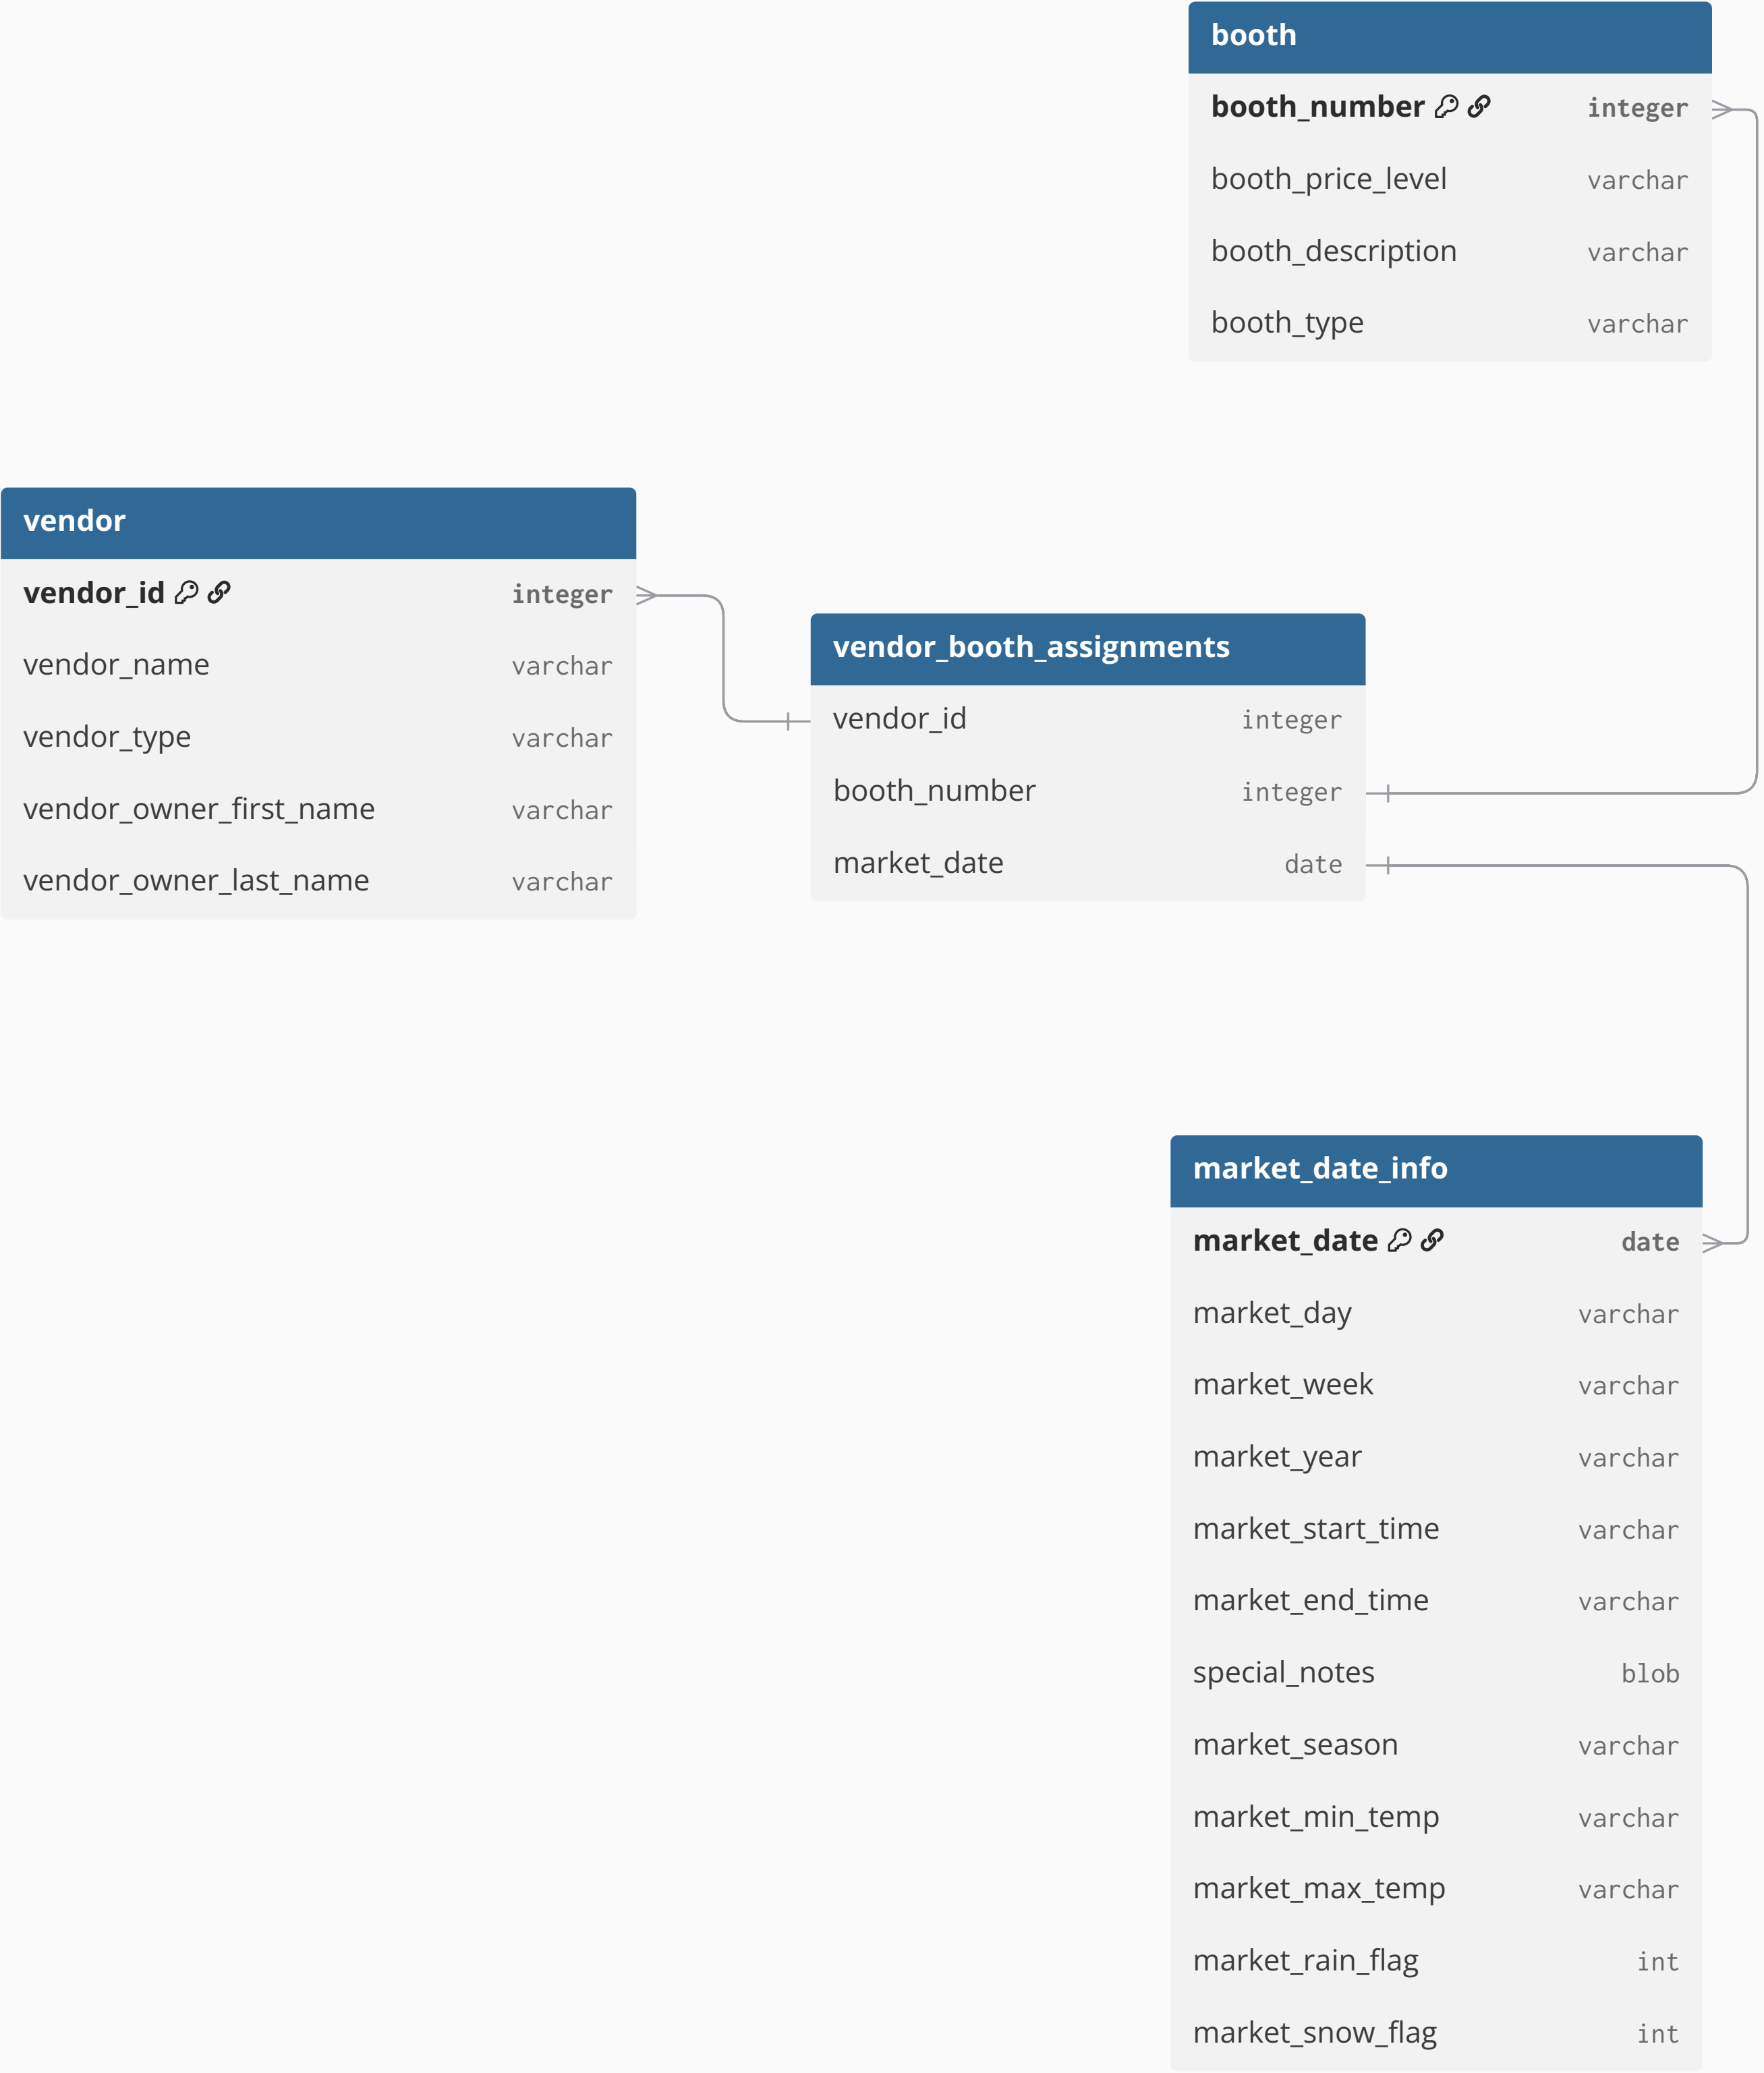 booth
booth_number integer
booth_price_level varchar
booth_description varchar
booth_type varchar
vendor
vendor_id integer
vendor_name varchar
vendor_type varchar
vendor_owner_first_name varchar
vendor_owner_last_name varchar
vendor_booth_assignments
vendor_id integer
booth_number integer
market_date date
market_date_info
market_date date
market_day varchar
market_week varchar
market_year varchar
market_start_time varchar
market_end_time varchar
special_notes blob
market_season varchar
market_min_temp varchar
market_max_temp varchar
market_rain_flag int
market_snow_flag int